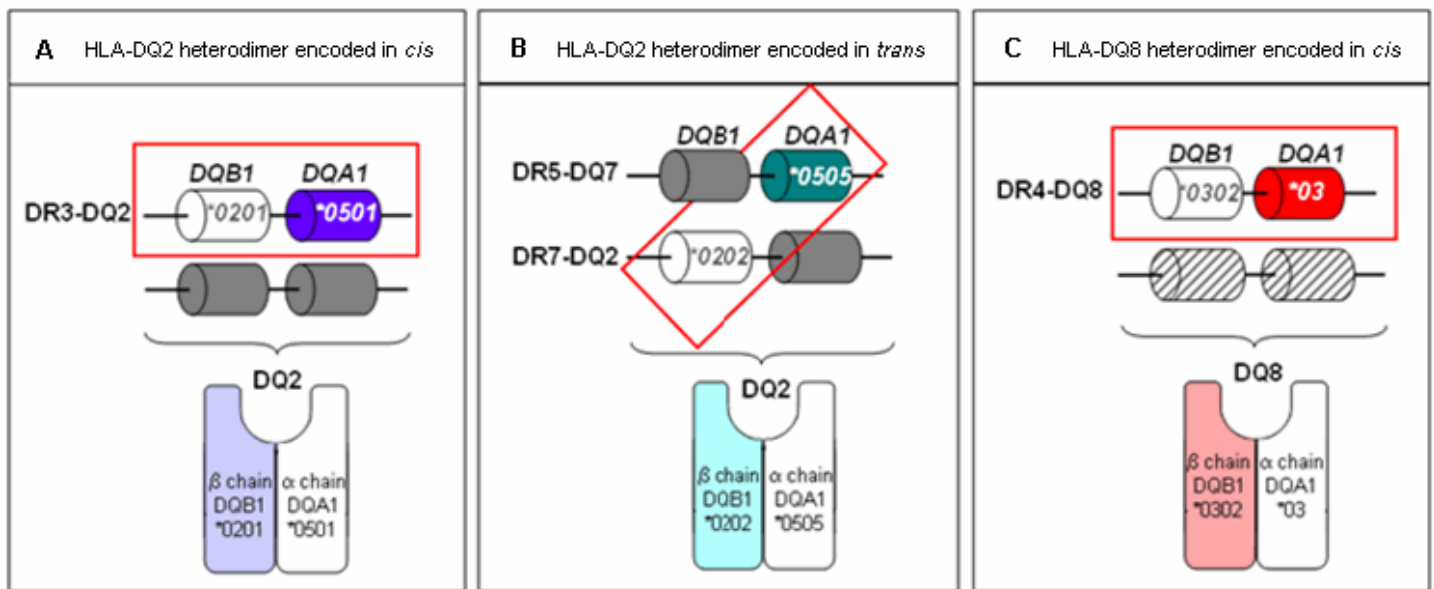 A HLA-DQ2 heterodimer encoded in cis
DQB1 DQA1
DR3-DQ2 *0201 *0501
DQ2
β chain α chain
DQB1 DQA1
*0201 *0501
B HLA-DQ2 heterodimer encoded in trans
DQB1 DQA1
DR5-DQ7 *0505
DR7-DQ2 *0202
DQ2
β chain α chain
DQB1 DQA1
*0202 *0505
C HLA-DQ8 heterodimer encoded in cis
DQB1 DQA1
DR4-DQ8 *0302 *03
DQ8
β chain α chain
DQB1 DQA1
*0302 *03